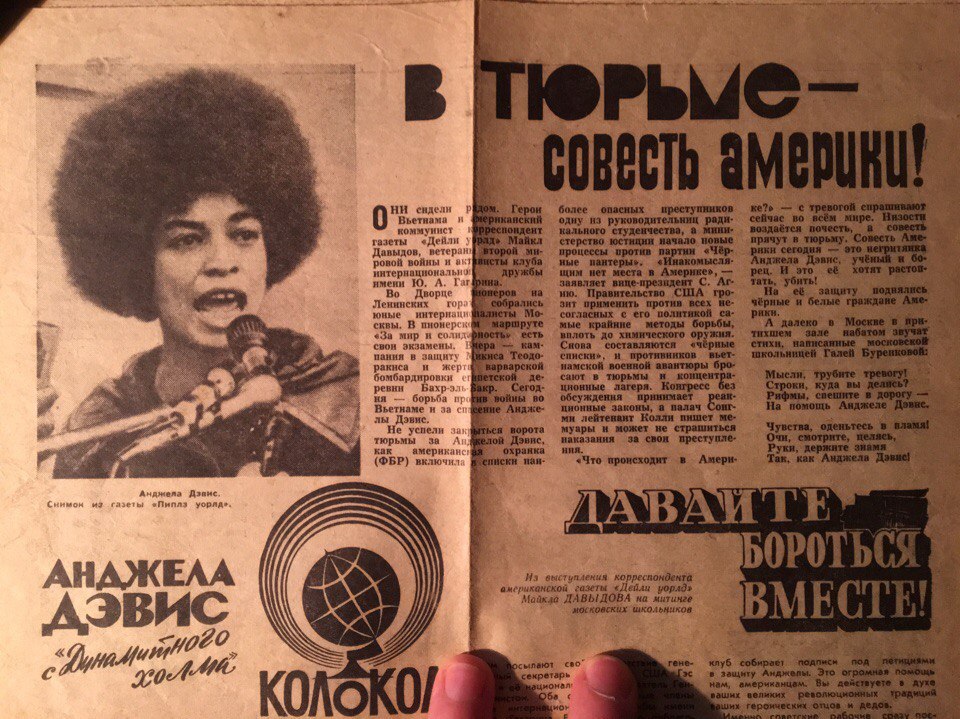 В ТЮРЬМЕ —
СОВЕСТЬ АМЕРИКИ!
Анджела Дэвис.
Снимок из газеты «Пиплз уорлд».
ОНИ сидели рядом. Герои
Вьетнама и американский
коммунист корреспондент
газеты «Дейли уорлд» Майкл
Давыдов, ветераны второй ми-
ровой войны и активисты клуба
интернациональной дружбы
имени Ю. А. Гагарина.
Во Дворце пионеров на
Ленинских горах собрались
юные интернационалисты Мо-
сквы. В пионерском маршруте
«За мир и солидарность» есть
свои экзамены. Вчера — кам-
пания в защиту Микиса Теодо-
ракиса и жертв варварской
бомбардировки египетской де-
ревни Бахр-эль-Бакр. Сегод-
ня — борьба против войны во
Вьетнаме и за спасение Андже-
лы Дэвис.
Не успели закрыться ворота
тюрьмы за Анджелой Дэвис,
как американская охранка
(ФБР) включила в списки наи-
более опасных преступников
одну из руководительниц ради-
кального студенчества, а мини-
стерство юстиции начало новые
процессы против партии «Чёр-
ные пантеры». «Инакомысля-
щим нет места в Америке», —
заявляет вице-президент С. Аг-
ню. Правительство США гро-
зит применить против всех не-
согласных с его политикой са-
мые крайние методы борьбы,
вплоть до химического оружия.
Снова составляются «чёрные
списки», и противников вьет-
намской военной авантюры бро-
сают в тюрьмы и концентра-
ционные лагеря. Конгресс без
обсуждения принимает реак-
ционные законы, а палач Сонг-
ми лейтенант Колли пишет ме-
муары и может не страшиться
наказания за свои преступле-
ния.
«Что происходит в Амери-
ке?» — с тревогой спрашивают
сейчас во всём мире. Низости
воздаётся почесть, а совесть
прячут в тюрьму. Совесть Аме-
рики сегодня — это негритянка
Анджела Дэвис, учёный и бо-
рец. И это её хотят растоп-
тать, убить!
На её защиту поднялись
чёрные и белые граждане Аме-
рики.
А далеко в Москве в при-
тихшем зале набатом звучат
стихи, написанные московской
школьницей Галей Буренковой:
Мысли, трубите тревогу!
Строки, куда вы делись?
Рифмы, спешите в дорогу —
На помощь Анджеле Дэвис.
Чувства, оденьтесь в пламя!
Очи, смотрите, целясь,
Руки, держите знамя
Так, как Анджела Дэвис!
АНДЖЕЛА
ДЭВИС
с «Динамитного
холма»
КОЛОКОЛ
ДАВАЙТЕ
БОРОТЬСЯ
ВМЕСТЕ!
Из выступления корреспондента
американской газеты «Дейли уорлд»
Майкла ДАВЫДОВА на митинге
московских школьников
посылают
США Гэс
клуб собирает подписи под петициями
в защиту Анджелы. Это огромная помощь
нам, американцам. Вы действуете в духе
ваших великих революционных традиций
ваших героических отцов и дедов.
Именно советские рабочие